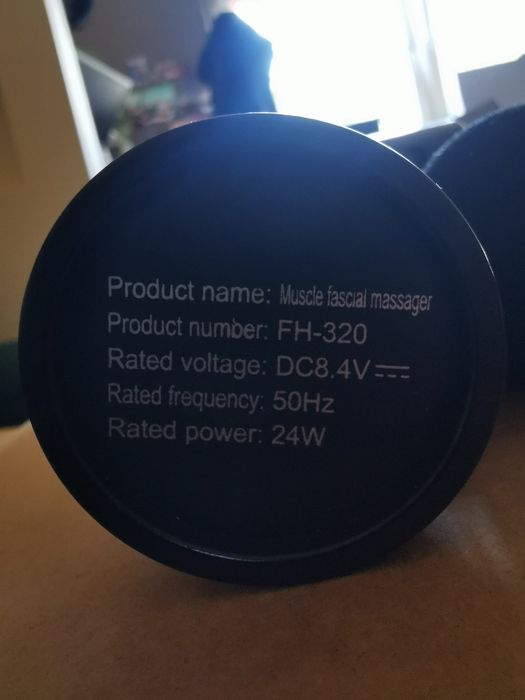 Product name: Muscle fascial massager
Product number: FH-320
Rated voltage: DC8.4V⎓
Rated frequency: 50Hz
Rated power: 24W